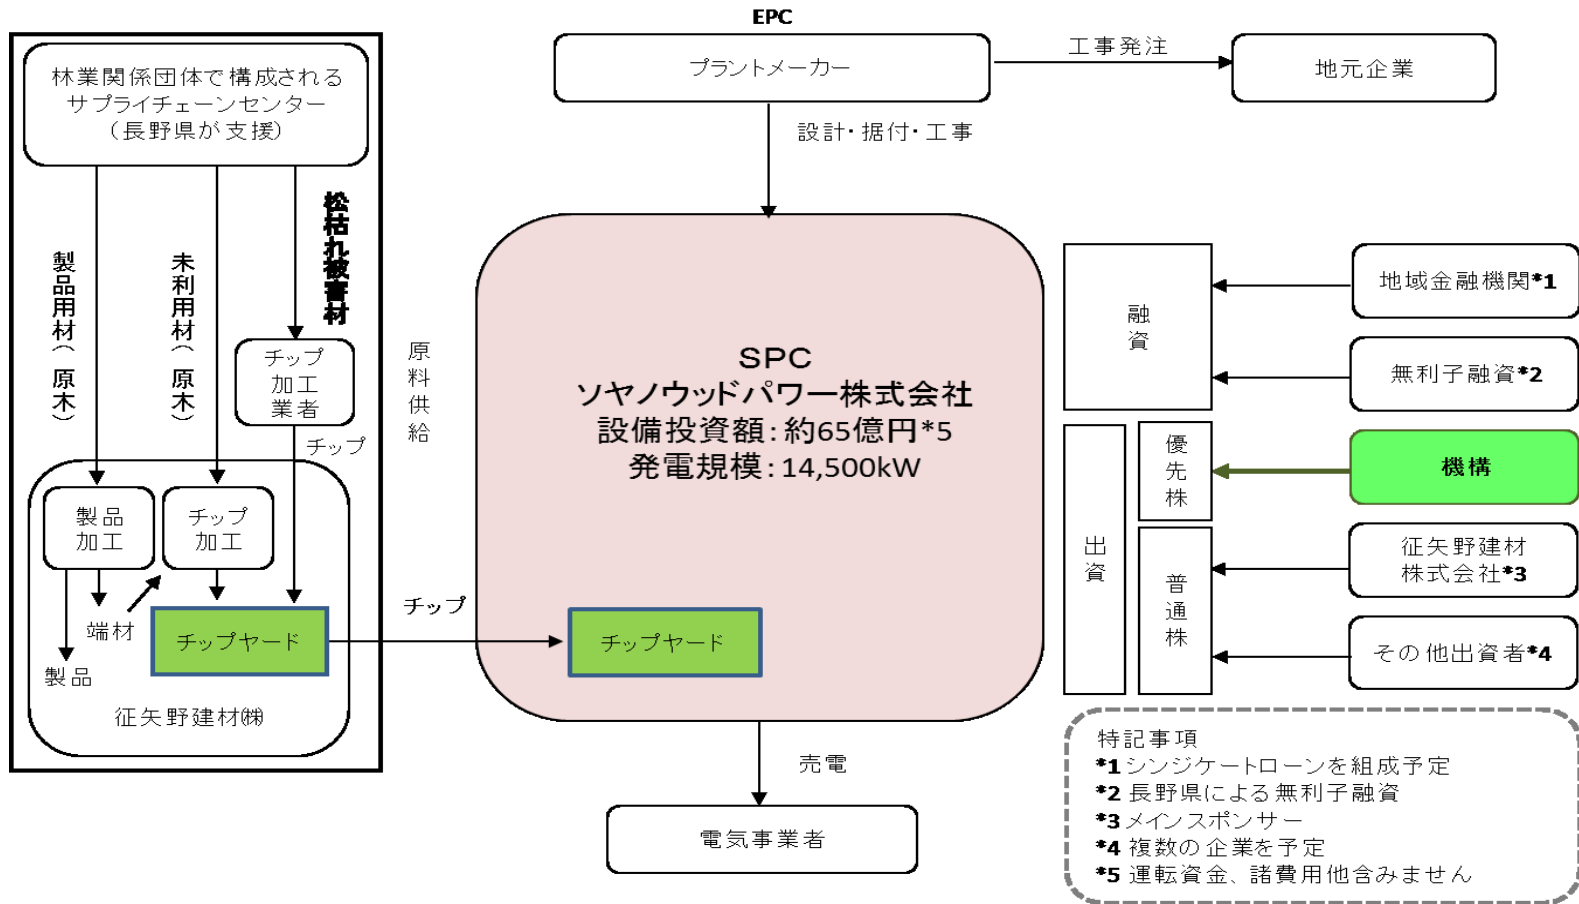 EPC
プラントメーカー
工事発注
地元企業
設計・据付・工事
林業関係団体で構成される
サプライチェーンセンター
（長野県が支援）
製品用材（原木）
未利用材（原木）
松枯れ被害材
チップ
加工
業者
チップ
原料供給
製品
加工
チップ
加工
端材
製品
チップヤード
征矢野建材㈱
チップ
SPC
ソヤノウッドパワー株式会社
設備投資額：約65億円*5
発電規模：14,500kW
チップヤード
売電
電気事業者
融資
地域金融機関*1
無利子融資*2
出資
優先株
機構
普通株
征矢野建材
株式会社*3
その他出資者*4
特記事項
*1 シンジケートローンを組成予定
*2 長野県による無利子融資
*3 メインスポンサー
*4 複数の企業を予定
*5 運転資金、諸費用他含みません